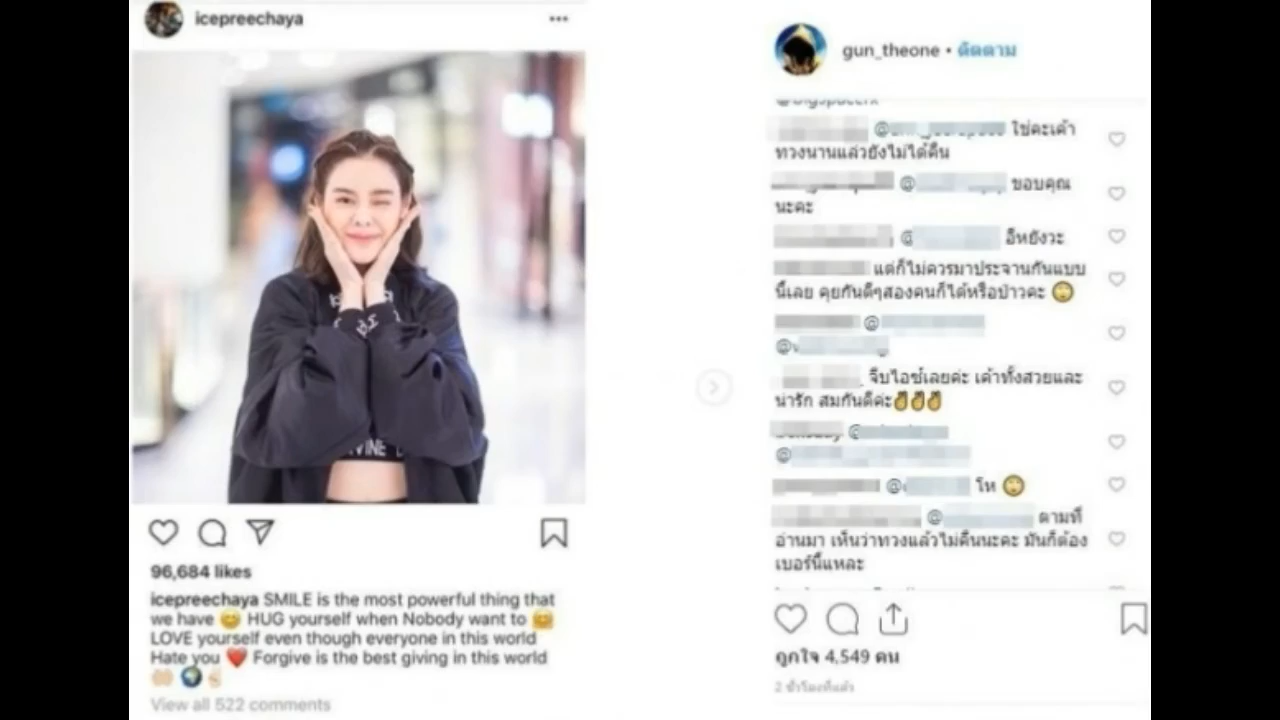 icepreechaya
VINE
96,684 likes
icepreechaya SMILE is the most powerful thing that
we have 😊 HUG yourself when Nobody want to 🤗
LOVE yourself even though everyone in this world
Hate you ❤️ Forgive is the best giving in this world
View all 522 comments
gun_theone • ติดตาม
ใช่คะเค้า
ทวงนานแล้วยังไม่ได้คืน
@ ขอบคุณ
นะคะ
@ อิหยังวะ
แต่ก็ไม่ควรมาประจานกันแบบ
นี้เลย คุยกันดีๆสองคนก็ได้หรือป่าวคะ 🙄
@
@
จีบไอซ์เลยค่ะ เค้าทั้งสวยและ
น่ารัก สมกันดีค่ะ✌✌✌
@
@
@ โห 🙄
@ ตามที่
อ่านมา เห็นว่าทวงแล้วไม่คืนนะคะ มันก็ต้อง
เบอร์นี้แหละ
ถูกใจ 4,549 คน
2 ชั่วโมงที่แล้ว